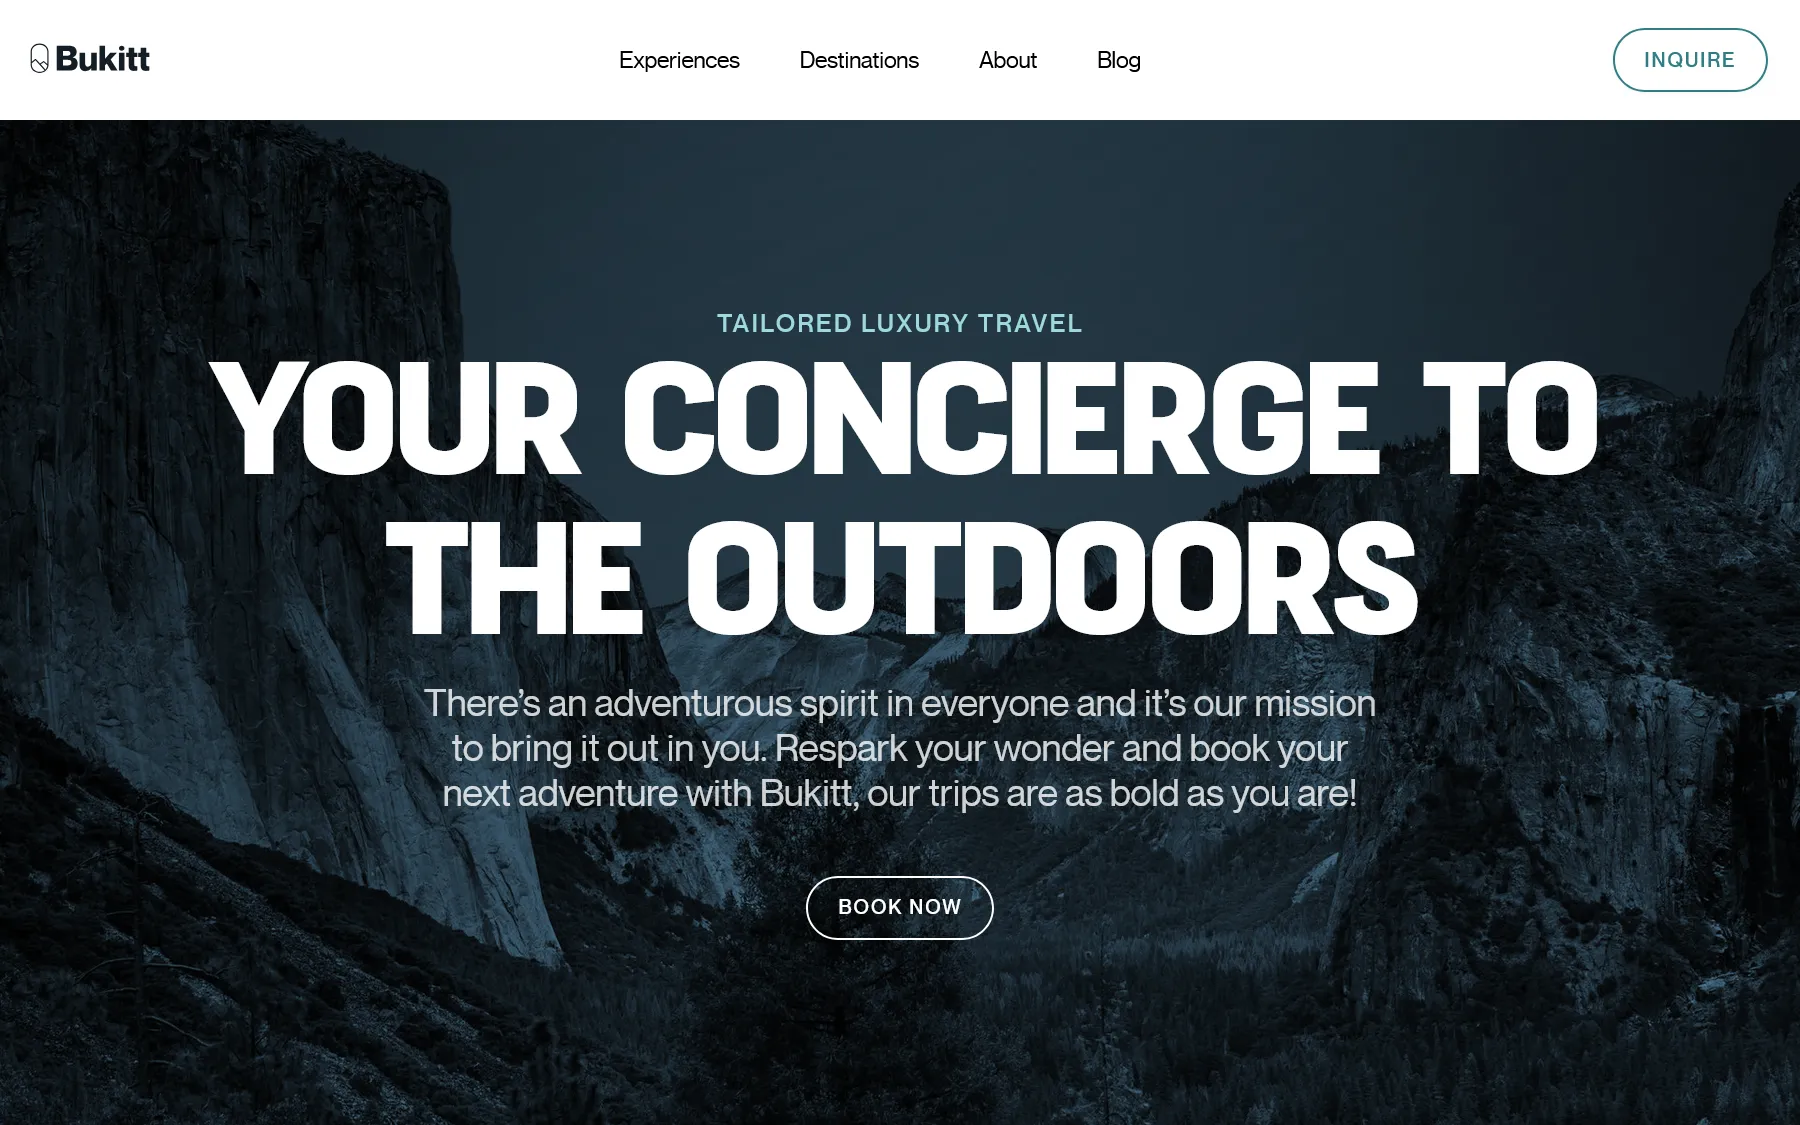 Bukitt
Experiences
Destinations
About
Blog
INQUIRE
TAILORED LUXURY TRAVEL
YOUR CONCIERGE TO
THE OUTDOORS
There’s an adventurous spirit in everyone and it’s our mission
to bring it out in you. Respark your wonder and book your
next adventure with Bukitt, our trips are as bold as you are!
BOOK NOW